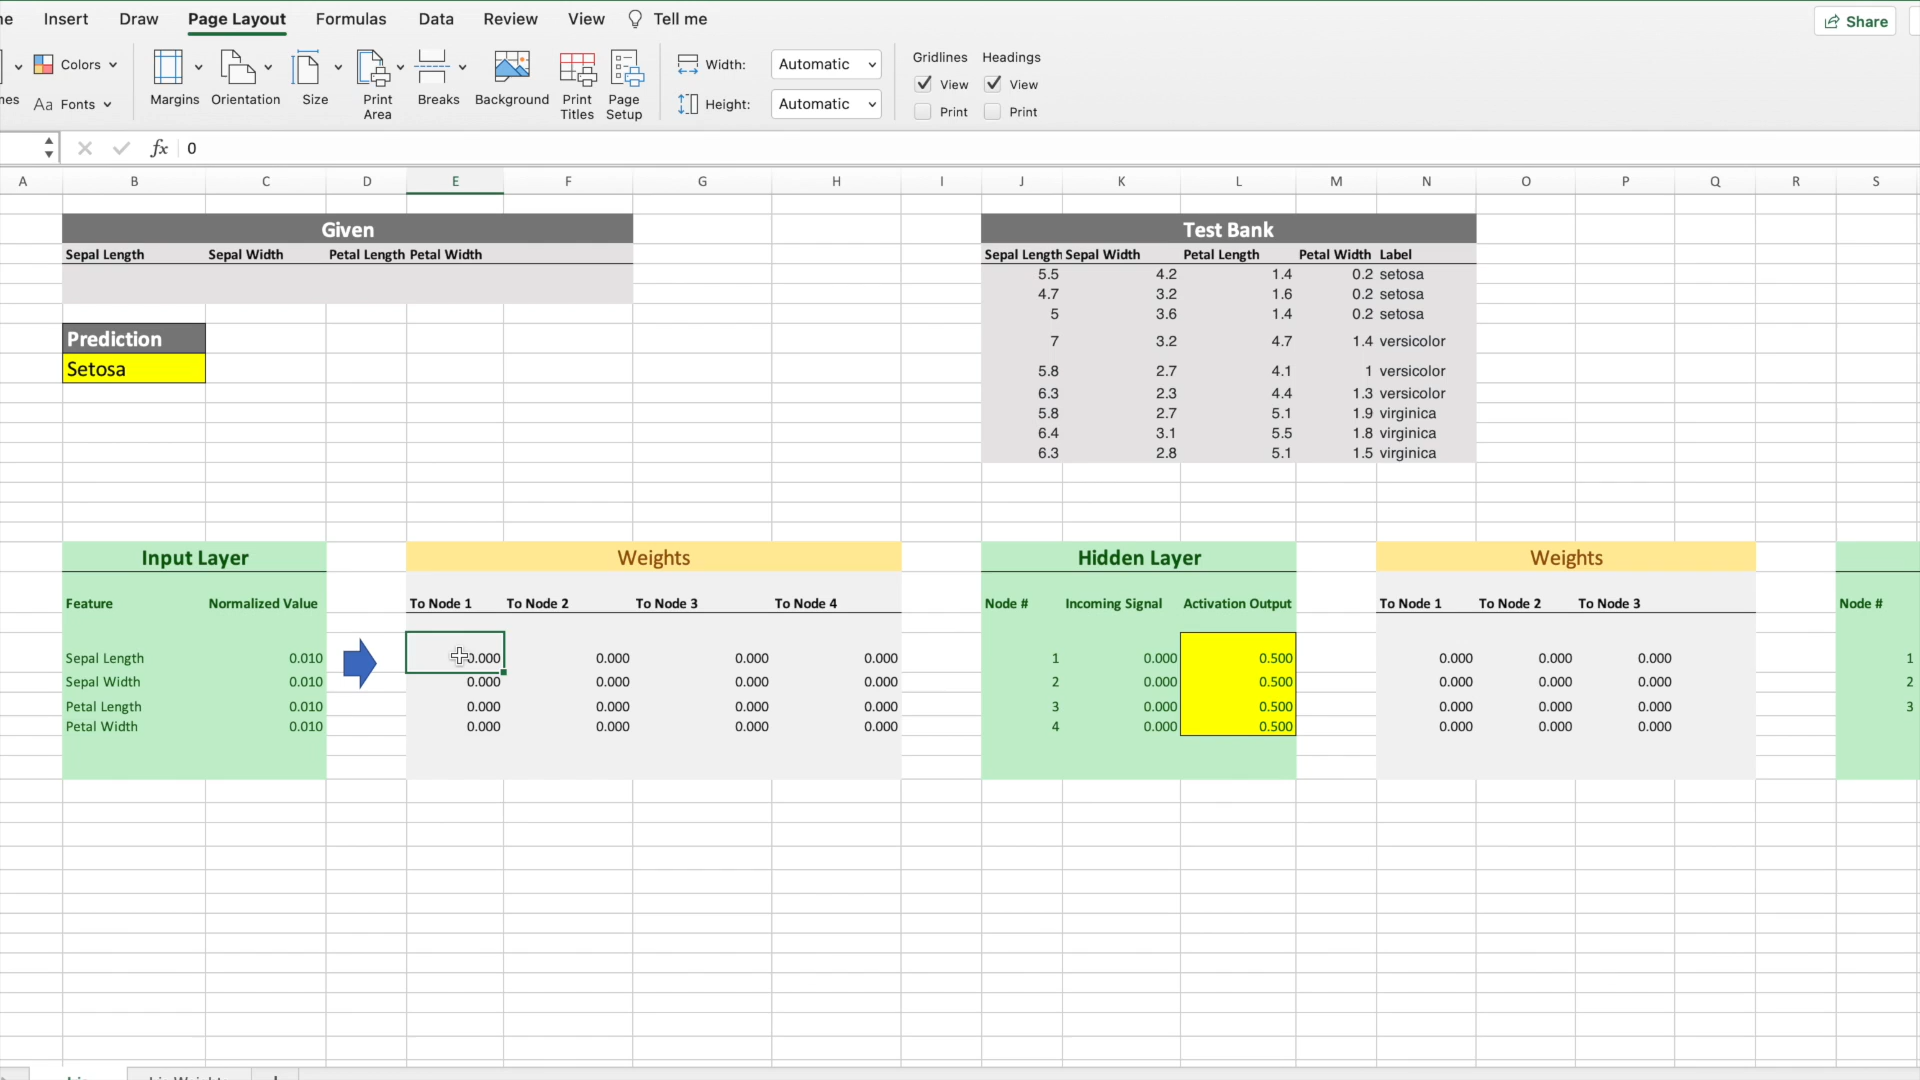 Insert Draw Page Layout Formulas Data Review View Tell me Share
Colors
Fonts
Margins Orientation Size Print Area Breaks Background Print Titles Page Setup
Width: Automatic
Height: Automatic
Gridlines Headings
View View
Print Print
fx 0
A B C D E F G H I J K L M N O P Q R S
Given
Sepal Length Sepal Width Petal Length Petal Width
Prediction
Setosa
Test Bank
Sepal Length Sepal Width Petal Length Petal Width Label
5.5 4.2 1.4 0.2 setosa
4.7 3.2 1.6 0.2 setosa
5 3.6 1.4 0.2 setosa
7 3.2 4.7 1.4 versicolor
5.8 2.7 4.1 1 versicolor
6.3 2.3 4.4 1.3 versicolor
5.8 2.7 5.1 1.9 virginica
6.4 3.1 5.5 1.8 virginica
6.3 2.8 5.1 1.5 virginica
Input Layer
Feature Normalized Value
Sepal Length 0.010
Sepal Width 0.010
Petal Length 0.010
Petal Width 0.010
Weights
To Node 1 To Node 2 To Node 3 To Node 4
0.000 0.000 0.000 0.000
0.000 0.000 0.000 0.000
0.000 0.000 0.000 0.000
0.000 0.000 0.000 0.000
Hidden Layer
Node # Incoming Signal Activation Output
1 0.000 0.500
2 0.000 0.500
3 0.000 0.500
4 0.000 0.500
Weights
To Node 1 To Node 2 To Node 3
0.000 0.000 0.000
0.000 0.000 0.000
0.000 0.000 0.000
0.000 0.000 0.000
Node #
1
2
3